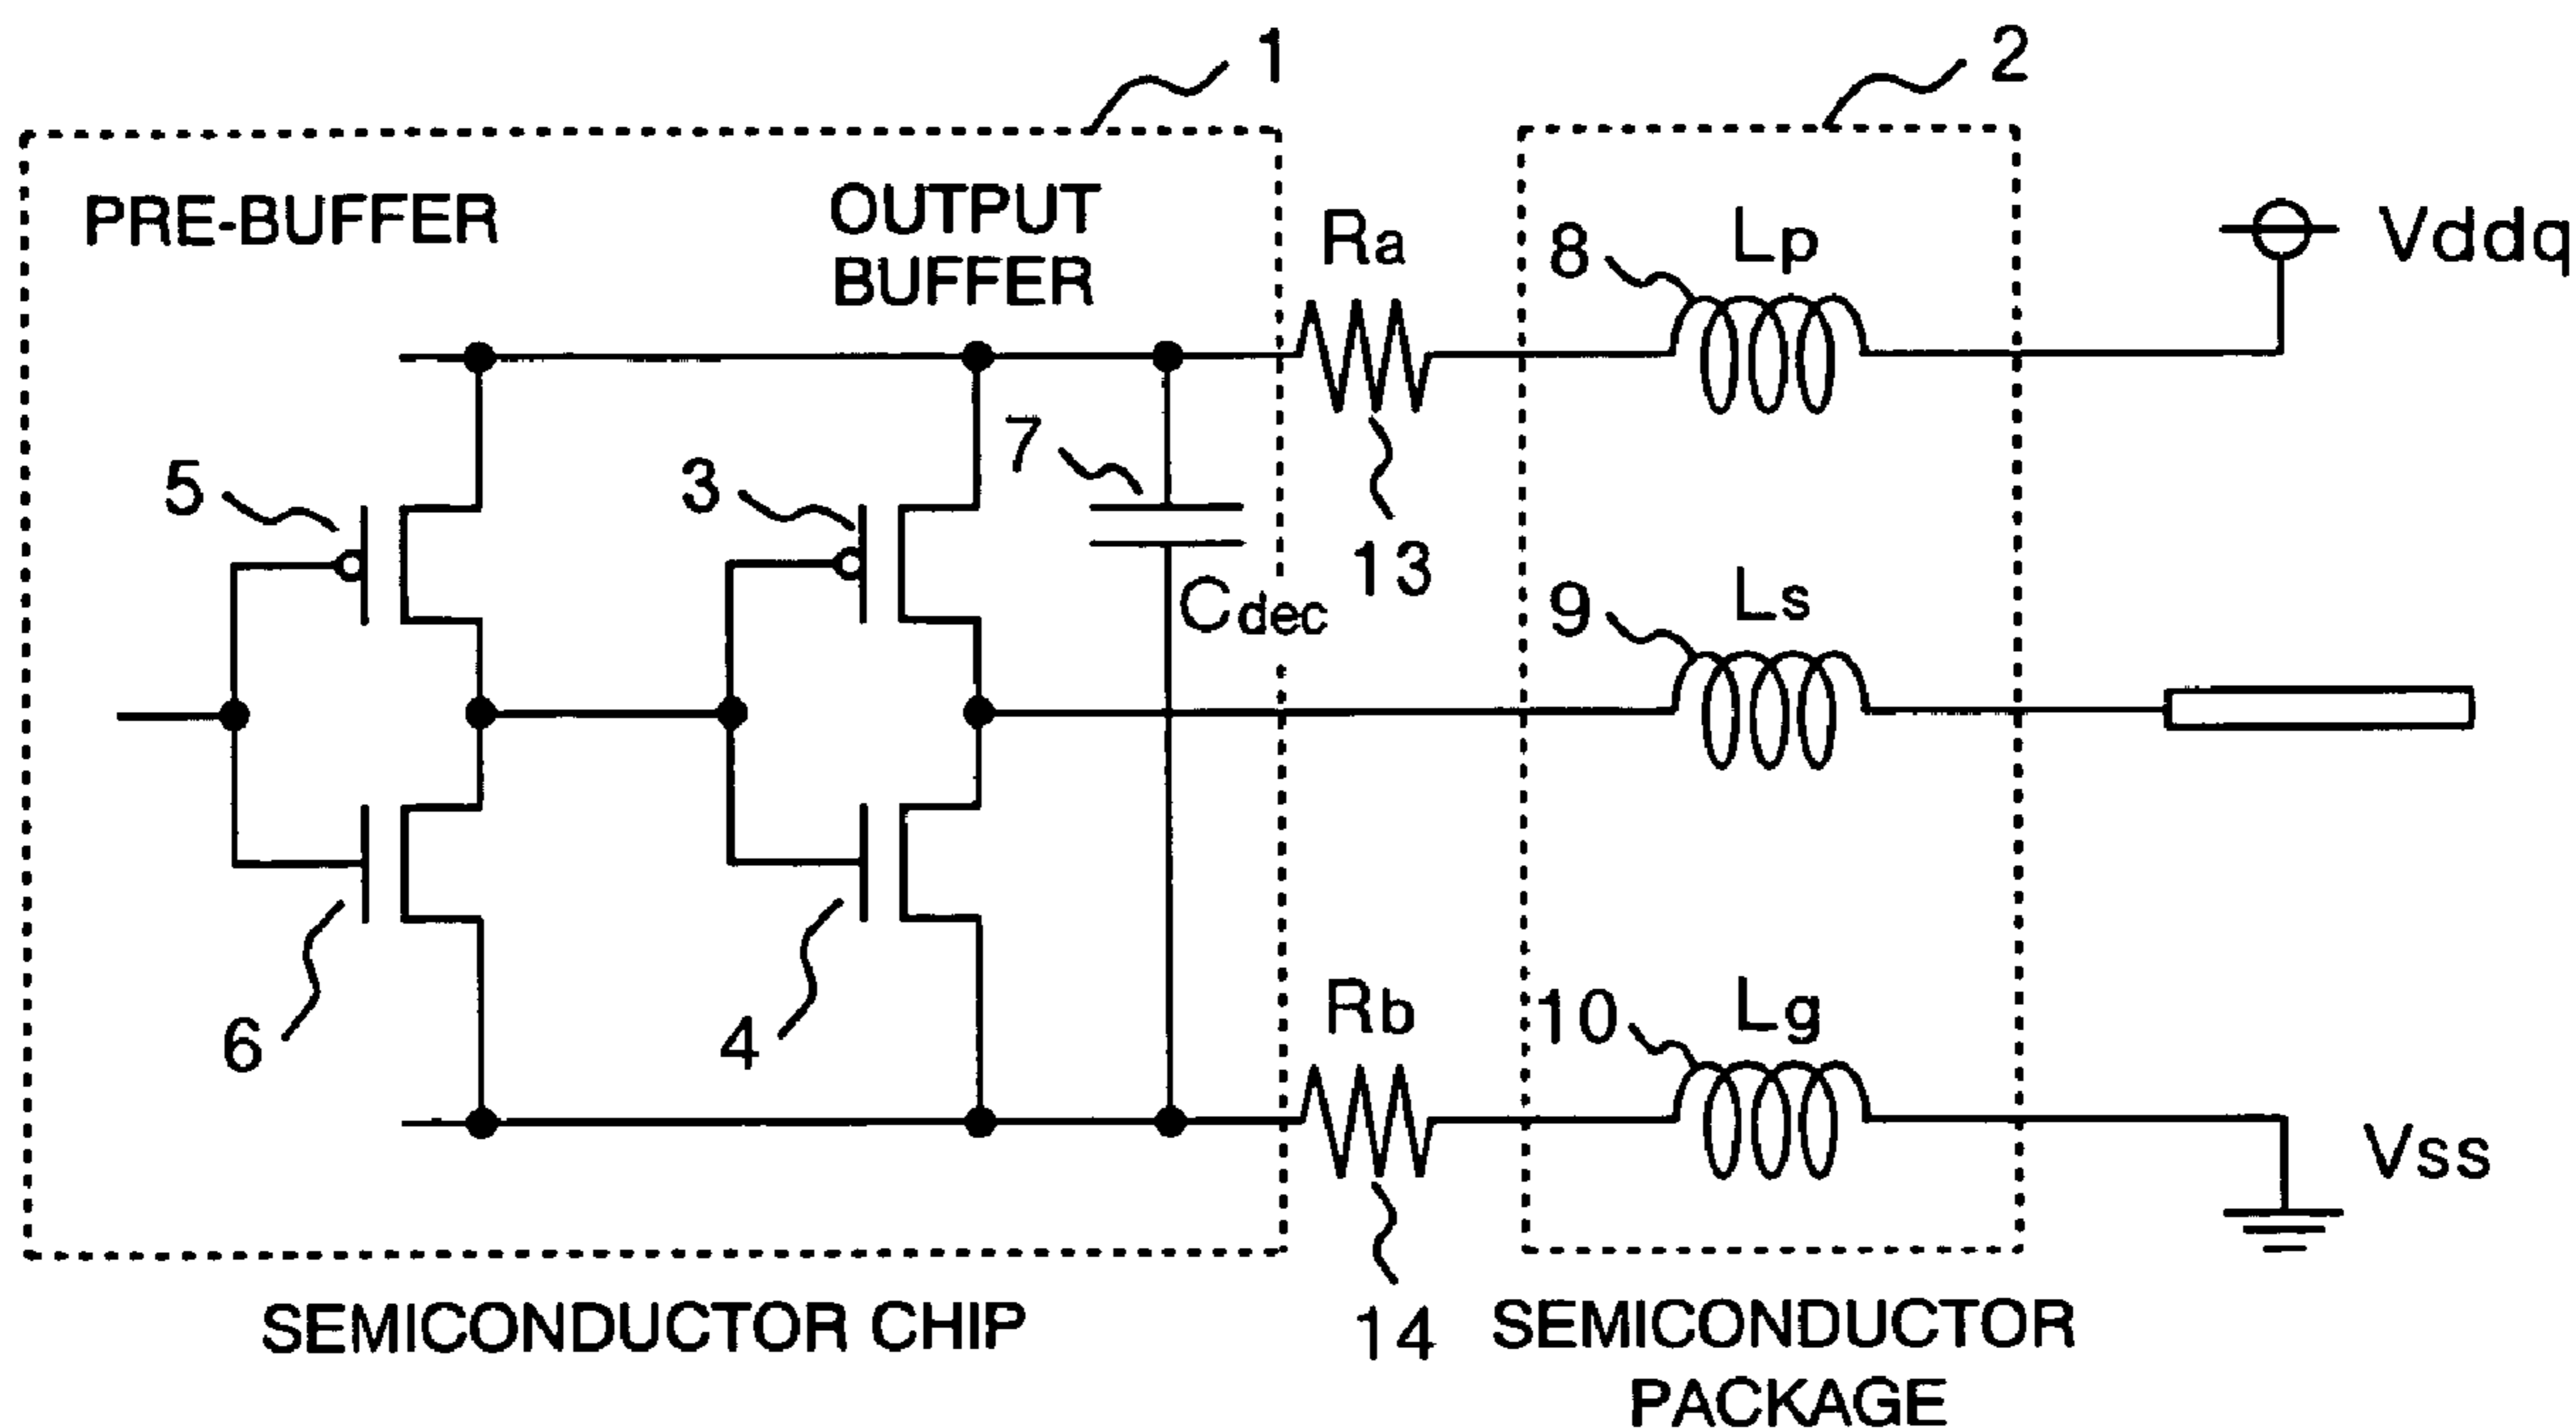 1
2
PRE-BUFFER
OUTPUT
BUFFER
Ra
8
Lp
Vddq
5
3
7
13
Cdec
9
Ls
6
4
Rb
10
Lg
Vss
14
SEMICONDUCTOR CHIP
SEMICONDUCTOR
PACKAGE